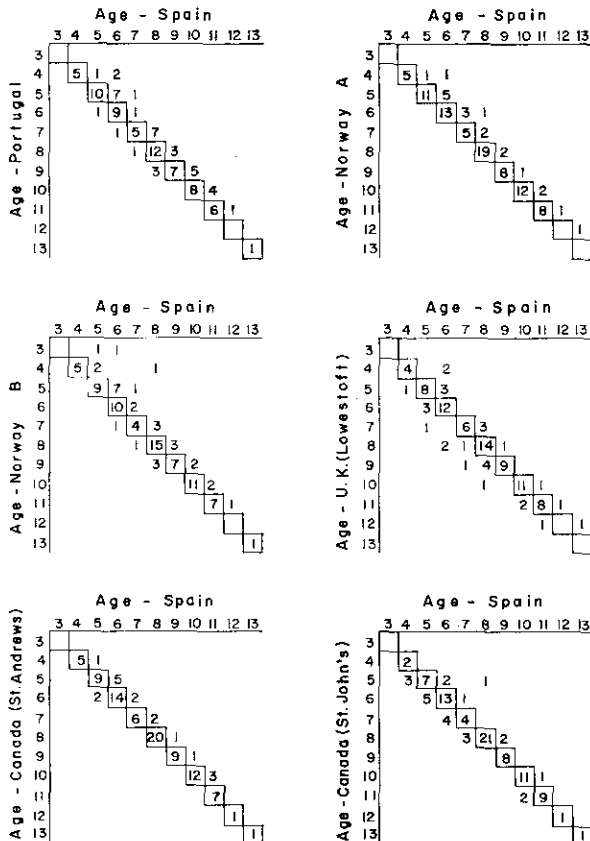 Age - Spain
3 4 5 6 7 8 9 10 11 12 13
Age - Portugal
3
4 5 1 2
5 10 7 1
6 1 9 1
7 1 5 7
8 1 12 3
9 3 7 5
10 8 4
11 6 1
12
13 1
Age - Spain
3 4 5 6 7 8 9 10 11 12 13
Age - Norway A
3
4 5 1 1
5 11 5
6 13 3 1
7 5 2
8 19 2
9 8 1
10 12 2
11 8 1
12 1
13
Age - Spain
3 4 5 6 7 8 9 10 11 12 13
Age - Norway B
3 1 1
4 5 2 1
5 9 7 1
6 10 2
7 1 4 3
8 1 15 3
9 3 7 2
10 11 2
11 7 1
12
13 1
Age - Spain
3 4 5 6 7 8 9 10 11 12 13
Age - U.K.(Lowestoft)
3
4 4 2
5 1 8 3
6 3 12
7 1 6 3
8 2 1 14 1
9 1 4 9
10 1 11 1
11 2 8 1
12 1 1
13
Age - Spain
3 4 5 6 7 8 9 10 11 12 13
Age - Canada (St. Andrews)
3
4 5 1
5 9 5
6 2 14 2
7 6 2
8 20 1
9 9 1
10 12 3
11 7
12 1
13 1
Age - Spain
3 4 5 6 7 8 9 10 11 12 13
Age - Canada (St. John's)
3
4 2
5 3 7 2 1
6 5 13 1
7 4 4
8 3 21 2
9 8
10 11 1
11 2 9
12 1
13 1